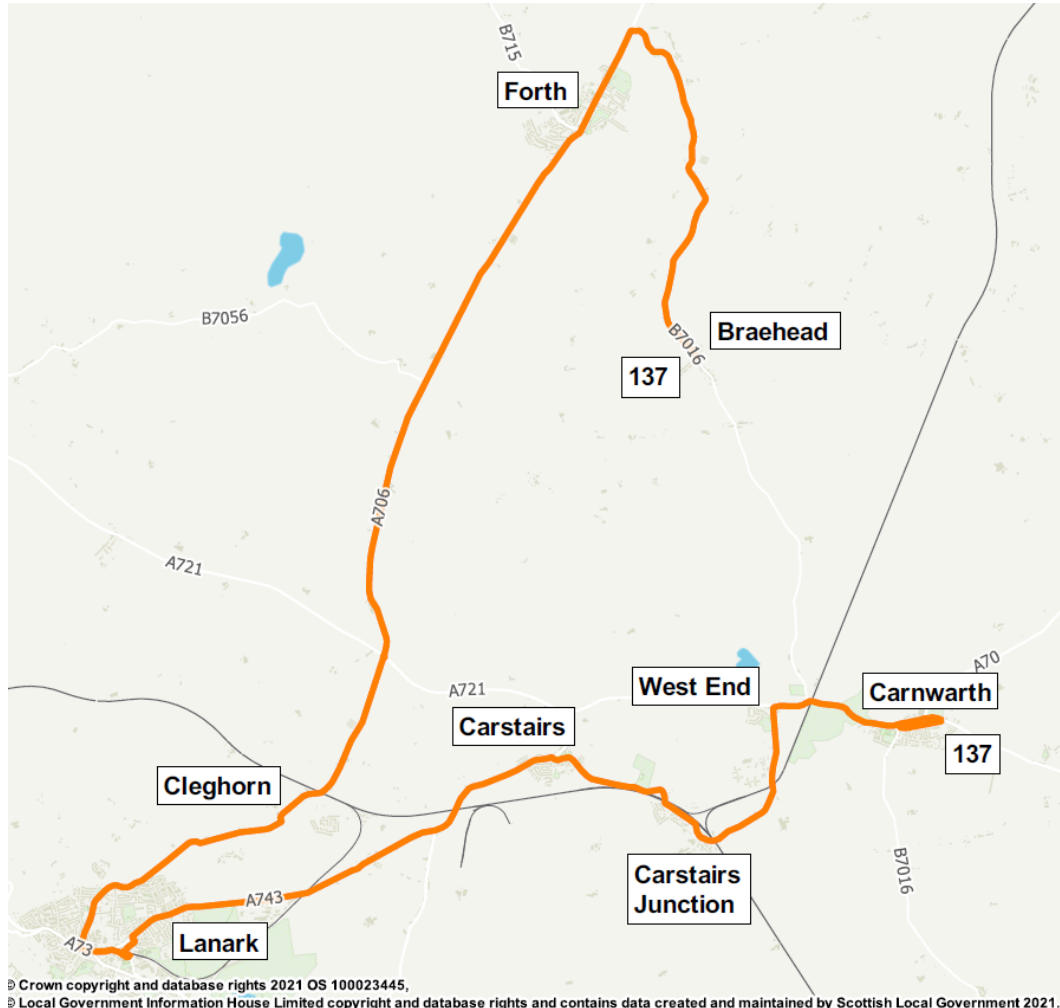 B715
Forth
B7056
Braehead
B7016
137
A706
A721
A721
West End
A70
Carnwarth
Carstairs
137
Cleghorn
Carstairs
Junction
B7016
A743
Lanark
A73
© Crown copyright and database rights 2021 OS 100023445,
© Local Government Information House Limited copyright and database rights and contains data created and maintained by Scottish Local Government 2021.